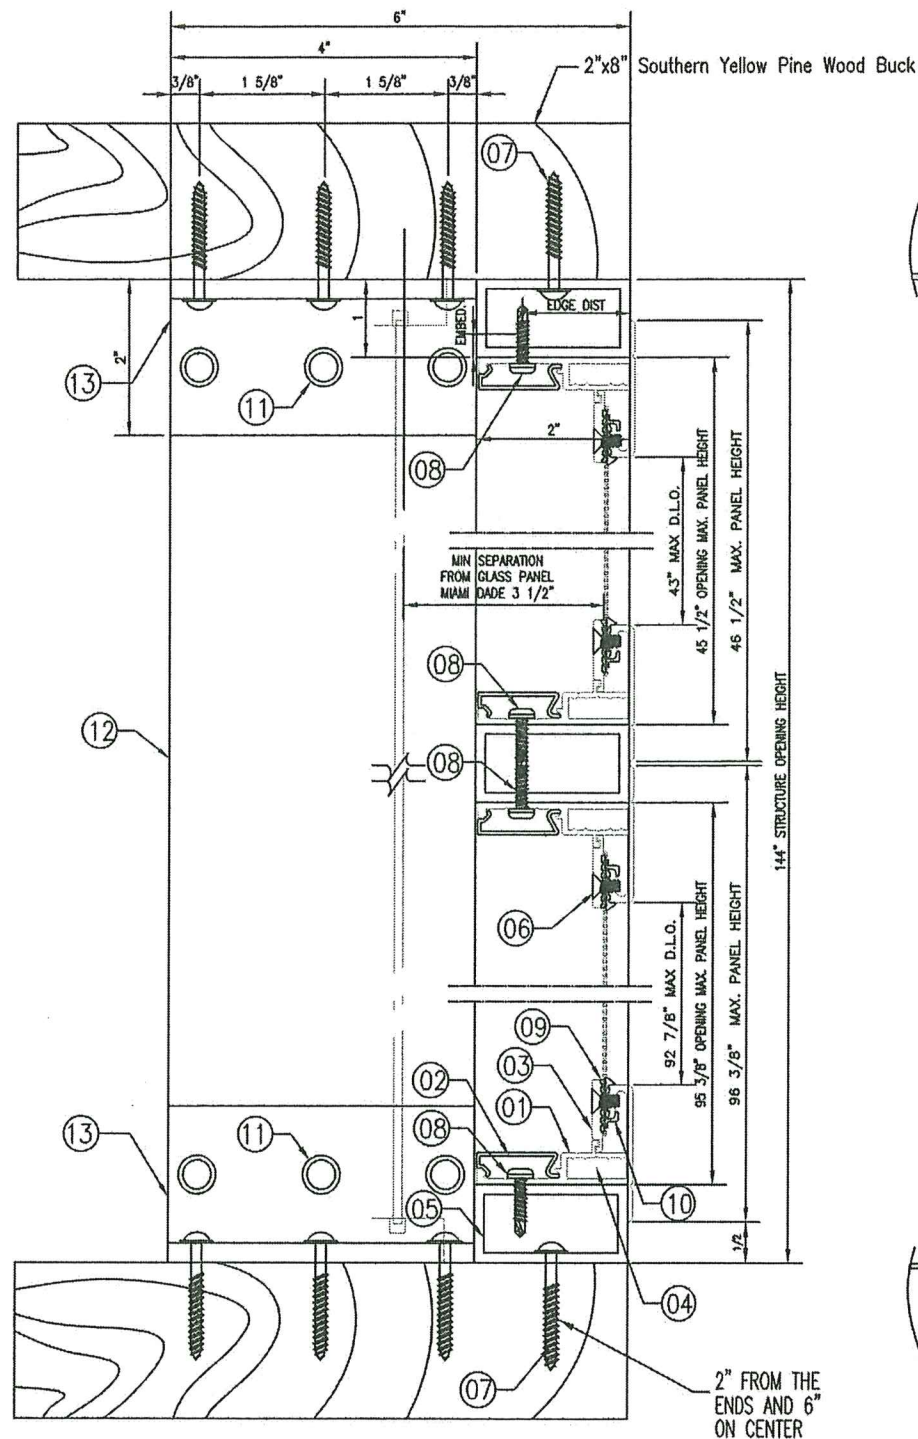 6"
4"
3/8" 1 5/8" 1 5/8" 3/8"
2"x8" Southern Yellow Pine Wood Buck
07
EDGE DIST
EMBED.
1
2"
13
11
08
2"
MIN SEPARATION
FROM GLASS PANEL
MIAMI DADE 3 1/2"
43" MAX D.L.O.
45 1/2" OPENING MAX. PANEL HEIGHT
46 1/2" MAX. PANEL HEIGHT
144" STRUCTURE OPENING HEIGHT
08
12
08
06
92 7/8" MAX D.L.O.
95 3/8" OPENING MAX. PANEL HEIGHT
96 3/8" MAX. PANEL HEIGHT
09
03
02
01
13
11
08
10
05
1/2
04
07
2" FROM THE
ENDS AND 6"
ON CENTER